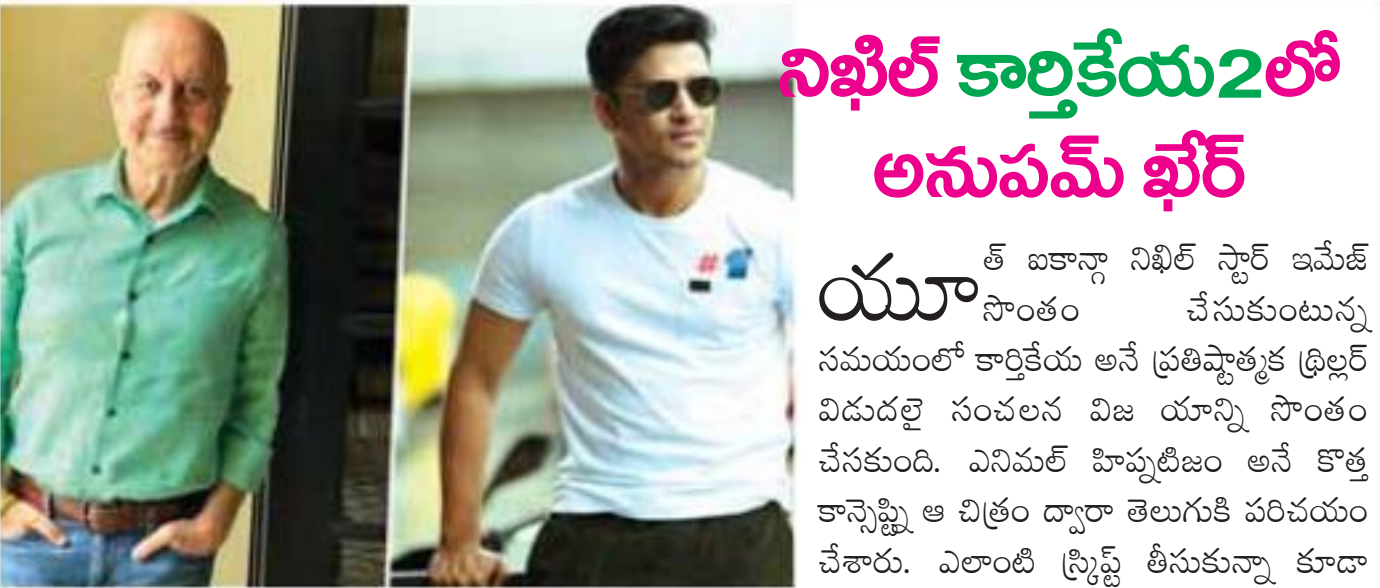 నిఖిల్ కార్తికేయ2లో
అనుపమ్ ఖేర్
యూత్ ఐకాన్గా నిఖిల్ స్టార్ ఇమేజ్
సొంతం చేసుకుంటున్న
సమయంలో కార్తికేయ అనే ప్రతిష్టాత్మక థ్రిల్లర్
విడుదలై సంచలన విజ యాన్ని సొంతం
చేసకుంది. ఎనిమల్ హిప్నటిజం అనే కొత్త
కాన్సెప్ట్ని ఆ చిత్రం ద్వారా తెలుగుకి పరిచయం
చేశారు. ఎలాంటి స్క్రిప్ట్ తీసుకున్నా కూడా